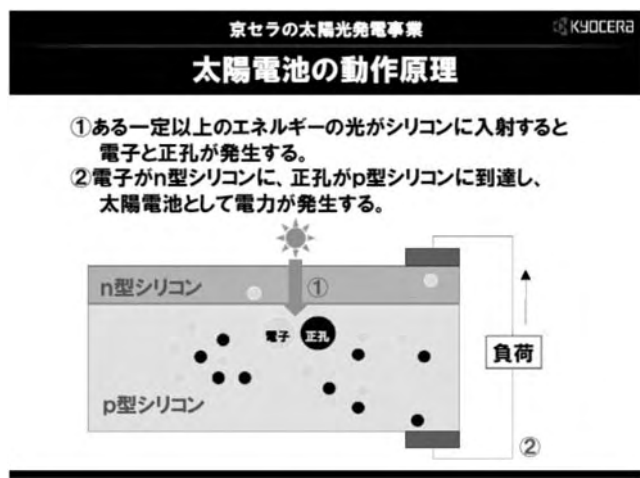 京セラの太陽光発電事業
KYOCERa
太陽電池の動作原理
①ある一定以上のエネルギーの光がシリコンに入射すると
電子と正孔が発生する。
②電子がn型シリコンに、正孔がp型シリコンに到達し、
太陽電池として電力が発生する。
n型シリコン
①
電子
正孔
負荷
p型シリコン
②